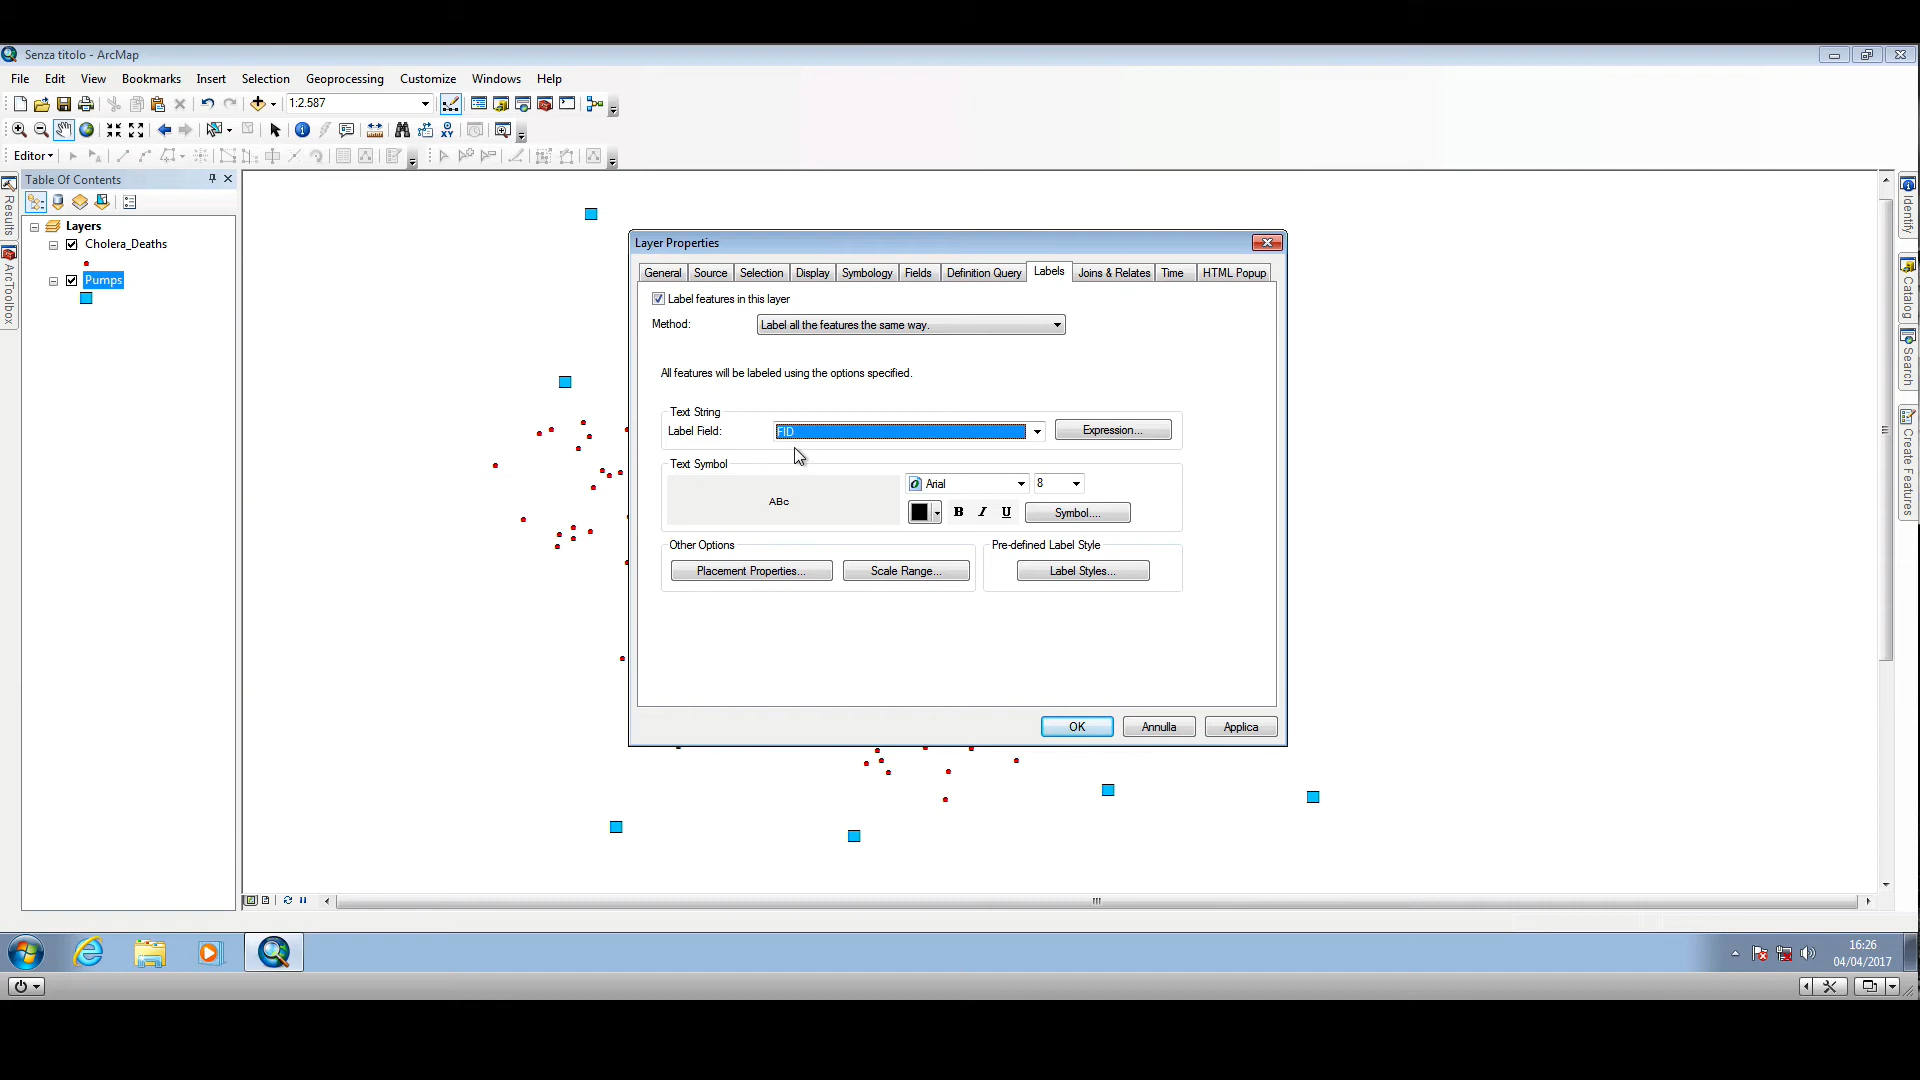 Senza titolo - ArcMap
File Edit View Bookmarks Insert Selection Geoprocessing Customize Windows Help
1:2.587
XY
Editor
Table Of Contents
Results
ArcToolbox
Layers
Cholera_Deaths
Pumps
Layer Properties
General Source Selection Display Symbology Fields Definition Query Labels Joins & Relates Time HTML Popup
Label features in this layer
Method: Label all the features the same way.
All features will be labeled using the options specified.
Text String
Label Field: FID Expression...
Text Symbol
ABc
Arial 8
B I U Symbol....
Other Options
Placement Properties... Scale Range...
Pre-defined Label Style
Label Styles...
OK Annulla Applica
Identify
Catalog
Search
Create Features
16:26
04/04/2017